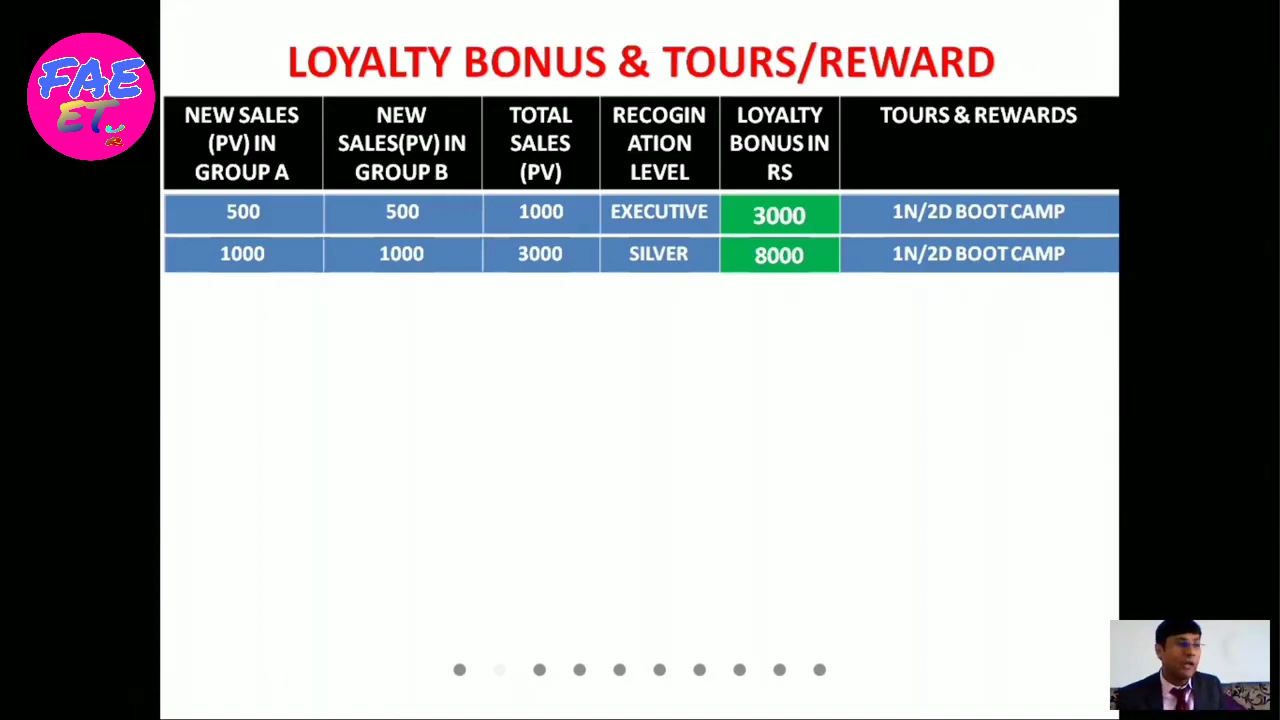 FAE
ET
LOYALTY BONUS & TOURS/REWARD
NEW SALES
(PV) IN
GROUP A
NEW
SALES(PV) IN
GROUP B
TOTAL
SALES
(PV)
RECOGIN
ATION
LEVEL
LOYALTY
BONUS IN
RS
TOURS & REWARDS
500 500 1000 EXECUTIVE 3000 1N/2D BOOT CAMP
1000 1000 3000 SILVER 8000 1N/2D BOOT CAMP